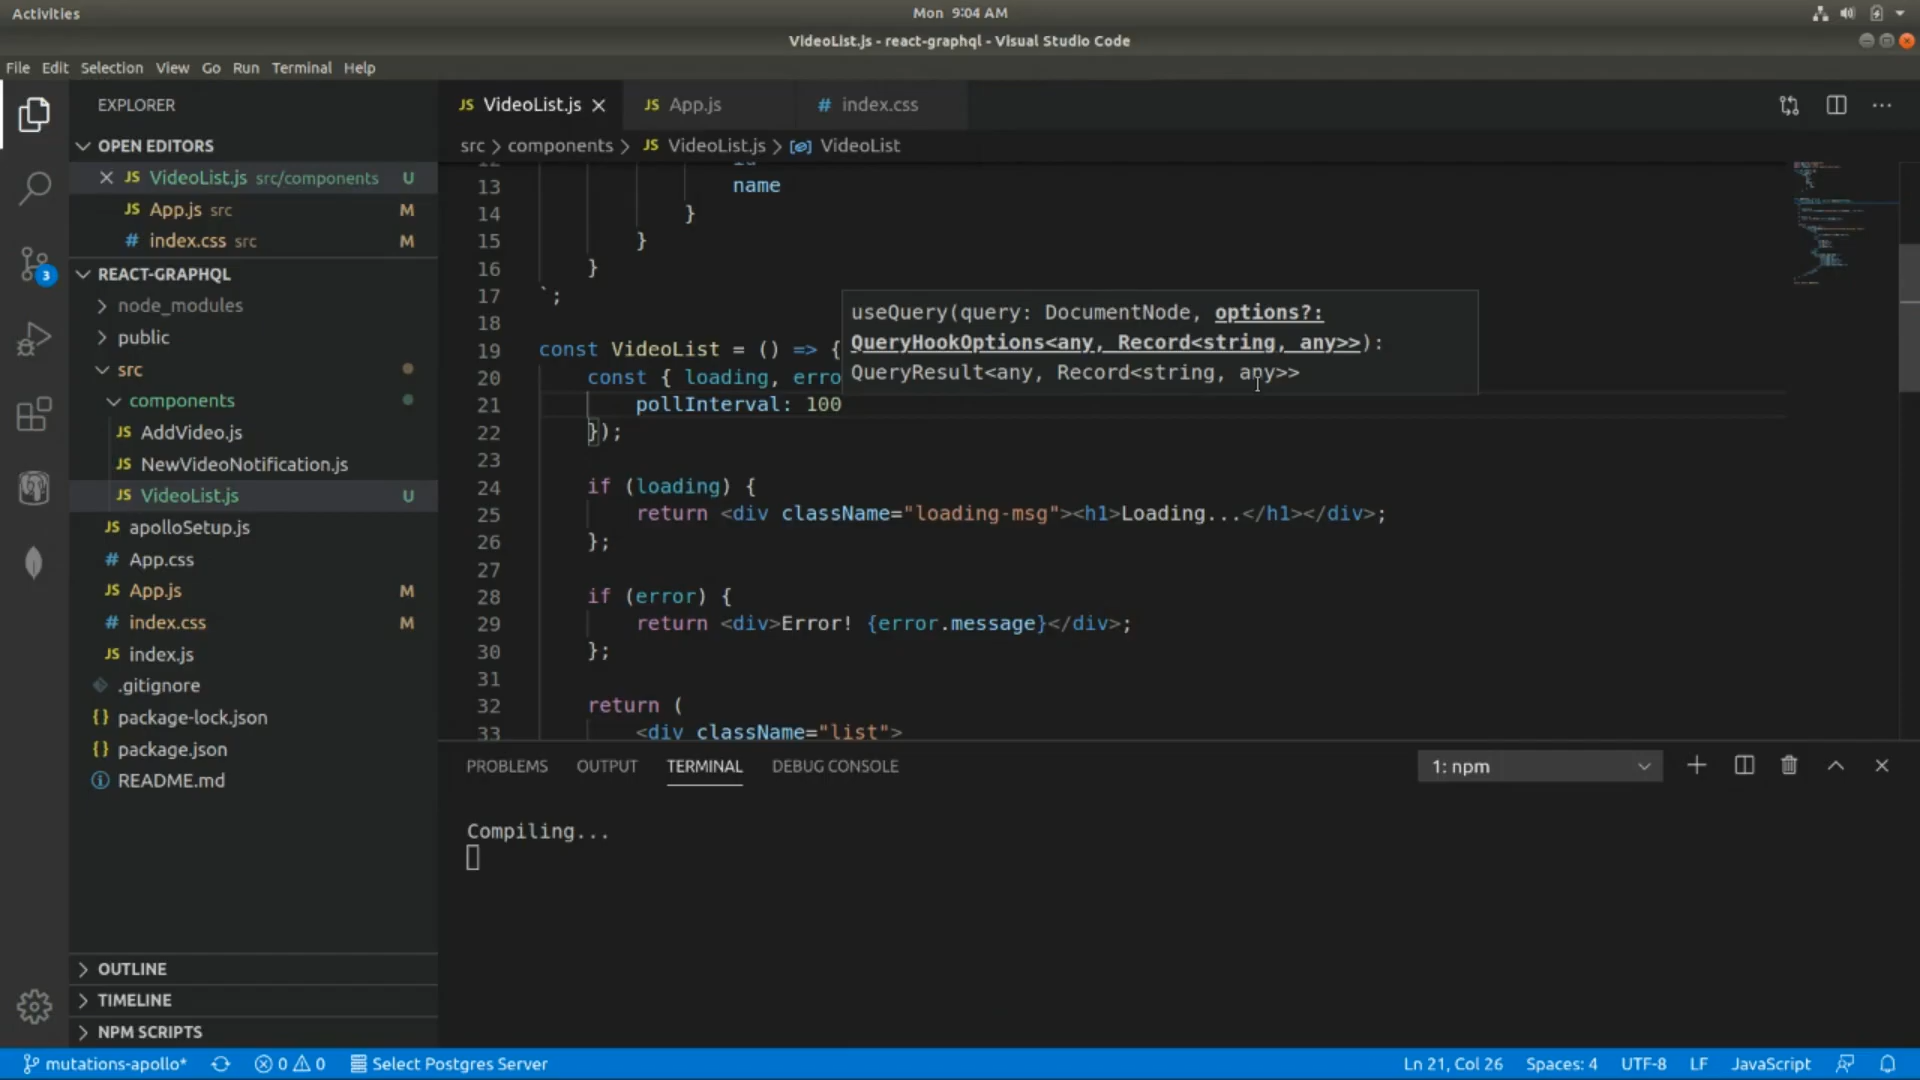 Activities
Mon 9:04 AM
VideoList.js - react-graphql - Visual Studio Code
File Edit Selection View Go Run Terminal Help
EXPLORER
OPEN EDITORS
VideoList.js src/components U
App.js src M
index.css src M
REACT-GRAPHQL
node_modules
public
src
components
AddVideo.js
NewVideoNotification.js
VideoList.js U
apolloSetup.js
App.css
App.js M
index.css M
index.js
.gitignore
package-lock.json
package.json
README.md
OUTLINE
TIMELINE
NPM SCRIPTS
3
JS VideoList.js
JS App.js
# index.css
src > components > JS VideoList.js > VideoList
13 name
14 }
15 }
16 }
17 `;
18
19 const VideoList = () => {
20 const { loading, erro
21 pollInterval: 100
22 });
23
24 if (loading) {
25 return <div className="loading-msg"><h1>Loading...</h1></div>;
26 };
27
28 if (error) {
29 return <div>Error! {error.message}</div>;
30 };
31
32 return (
33 <div className="list">
useQuery(query: DocumentNode, options?:
QueryHookOptions<any, Record<string, any>>):
QueryResult<any, Record<string, any>>
PROBLEMS OUTPUT TERMINAL DEBUG CONSOLE
1: npm
Compiling...
mutations-apollo* 0 0 Select Postgres Server
Ln 21, Col 26 Spaces: 4 UTF-8 LF JavaScript